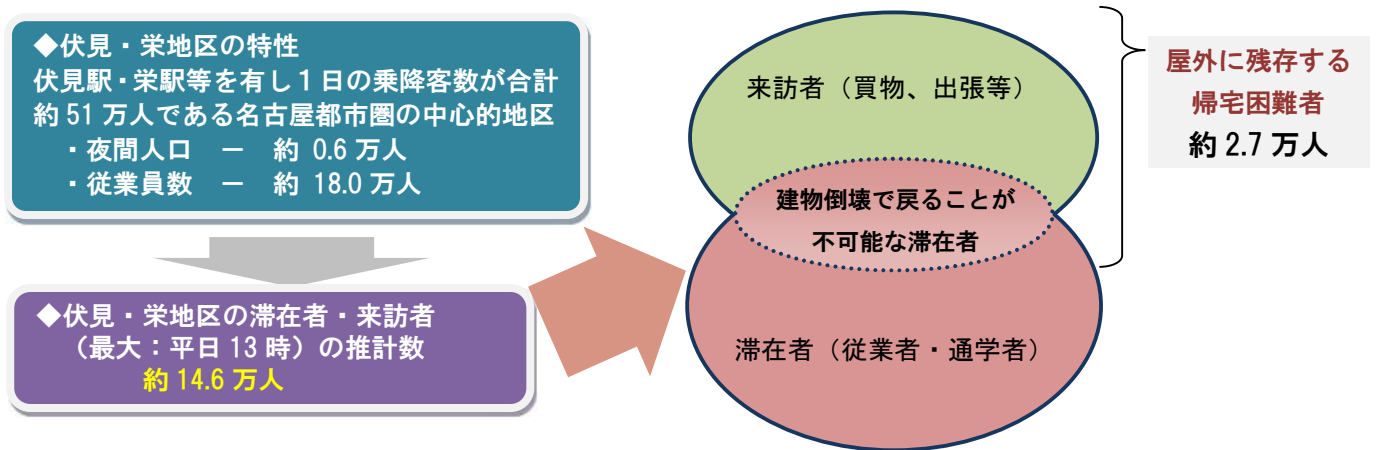 ◆伏見・栄地区の特性
伏見駅・栄駅等を有し１日の乗降客数が合計
約 51 万人である名古屋都市圏の中心的地区
・夜間人口　－　約 0.6 万人
・従業員数　－　約 18.0 万人
◆伏見・栄地区の滞在者・来訪者
（最大：平日 13 時）の推計数
約 14.6 万人
来訪者（買物、出張等）
建物倒壊で戻ることが
不可能な滞在者
滞在者（従業者・通学者）
屋外に残存する
帰宅困難者
約 2.7 万人